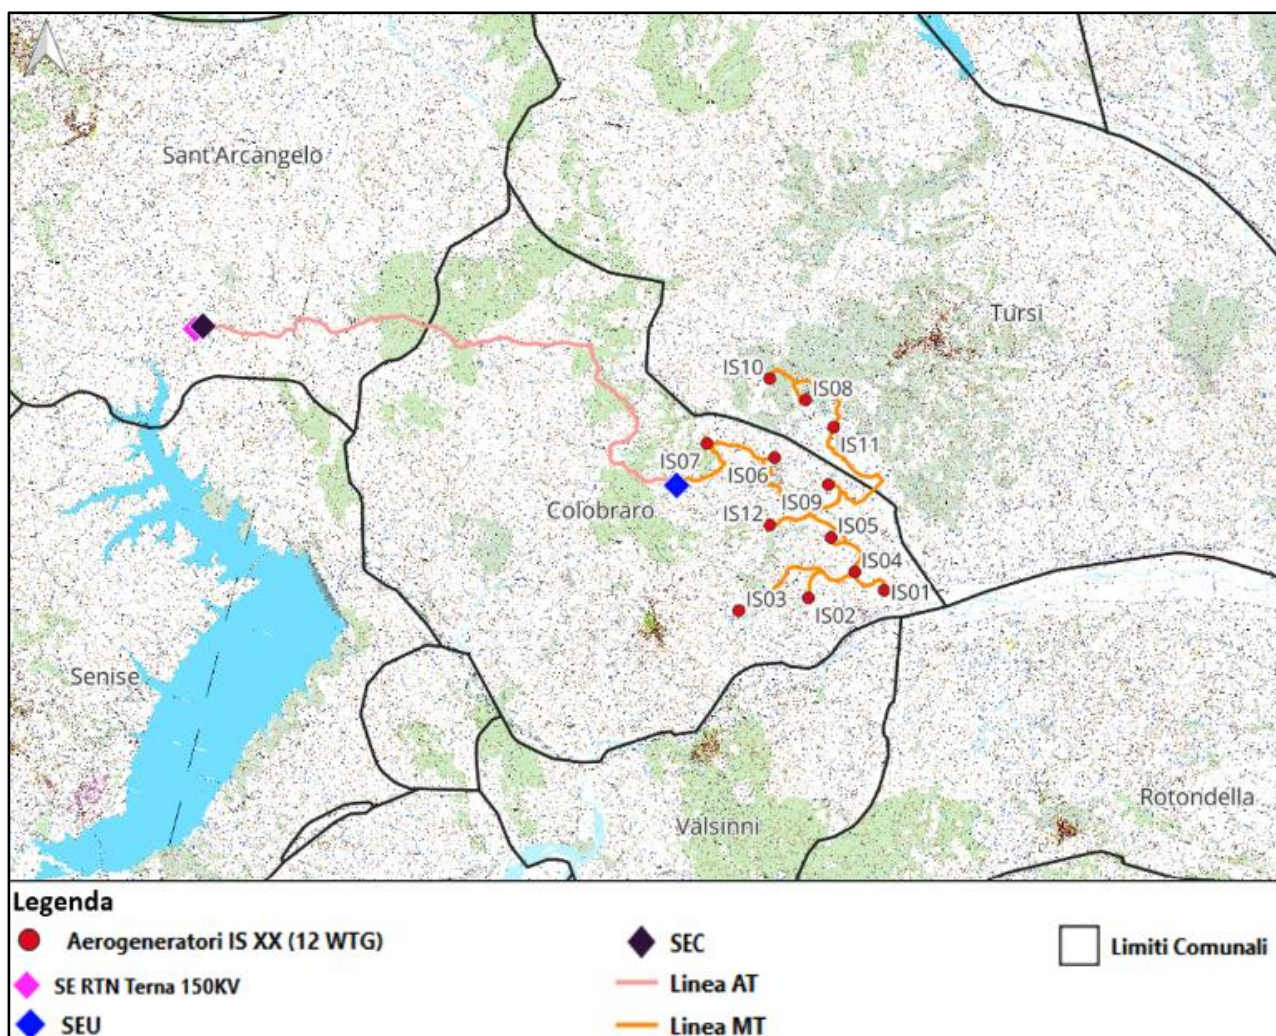 Sant'Arcangelo
Tursi
IS10
IS08
IS11
IS07
IS06
IS09
Colobraro
IS12
IS05
IS04
IS03
IS01
IS02
Senise
Rotondella
Valsinni
Legenda
Aerogeneratori IS XX (12 WTG)
SE RTN Terna 150KV
SEU
SEC
Linea AT
Linea MT
Limiti Comunali